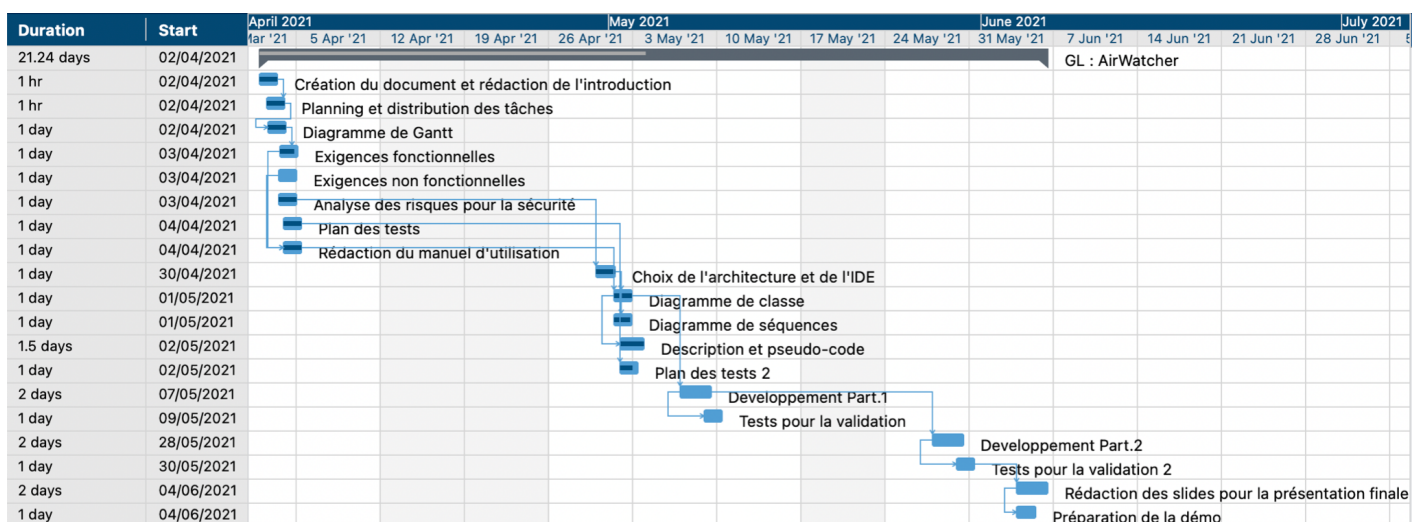 Duration Start April 2021 May 2021 June 2021 July 2021
Mar '21 5 Apr '21 12 Apr '21 19 Apr '21 26 Apr '21 3 May '21 10 May '21 17 May '21 24 May '21 31 May '21 7 Jun '21 14 Jun '21 21 Jun '21 28 Jun '21 5
21.24 days 02/04/2021 GL : AirWatcher
1 hr 02/04/2021 Création du document et rédaction de l'introduction
1 hr 02/04/2021 Planning et distribution des tâches
1 day 02/04/2021 Diagramme de Gantt
1 day 03/04/2021 Exigences fonctionnelles
1 day 03/04/2021 Exigences non fonctionnelles
1 day 03/04/2021 Analyse des risques pour la sécurité
1 day 04/04/2021 Plan des tests
1 day 04/04/2021 Rédaction du manuel d'utilisation
1 day 30/04/2021 Choix de l'architecture et de l'IDE
1 day 01/05/2021 Diagramme de classe
1 day 01/05/2021 Diagramme de séquences
1.5 days 02/05/2021 Description et pseudo-code
1 day 02/05/2021 Plan des tests 2
2 days 07/05/2021 Developpement Part.1
1 day 09/05/2021 Tests pour la validation
2 days 28/05/2021 Developpement Part.2
1 day 30/05/2021 Tests pour la validation 2
2 days 04/06/2021 Rédaction des slides pour la présentation finale
1 day 04/06/2021 Préparation de la démo